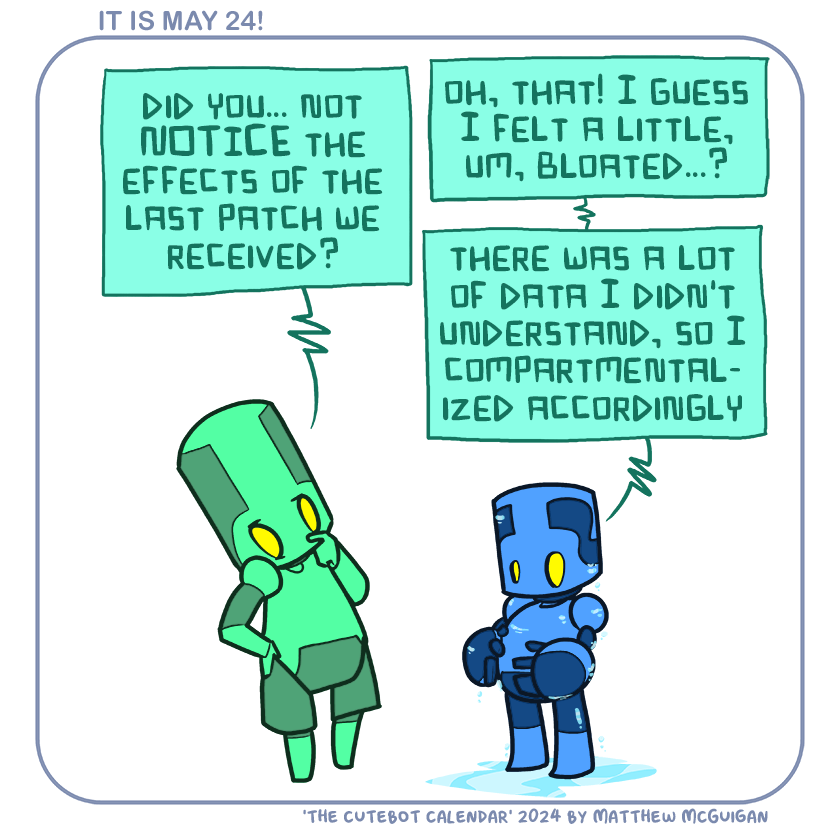 IT IS MAY 24!
DID YOU... NOT
NOTICE THE
EFFECTS OF THE
LAST PATCH WE
RECEIVED?
OH, THAT! I GUESS
I FELT A LITTLE,
UM, BLOATED...?
THERE WAS A LOT
OF DATA I DIDN'T
UNDERSTAND, SO I
COMPARTMENTAL-
IZED ACCORDINGLY
'THE CUTEBOT CALENDAR' 2024 BY MATTHEW MCGUIGAN